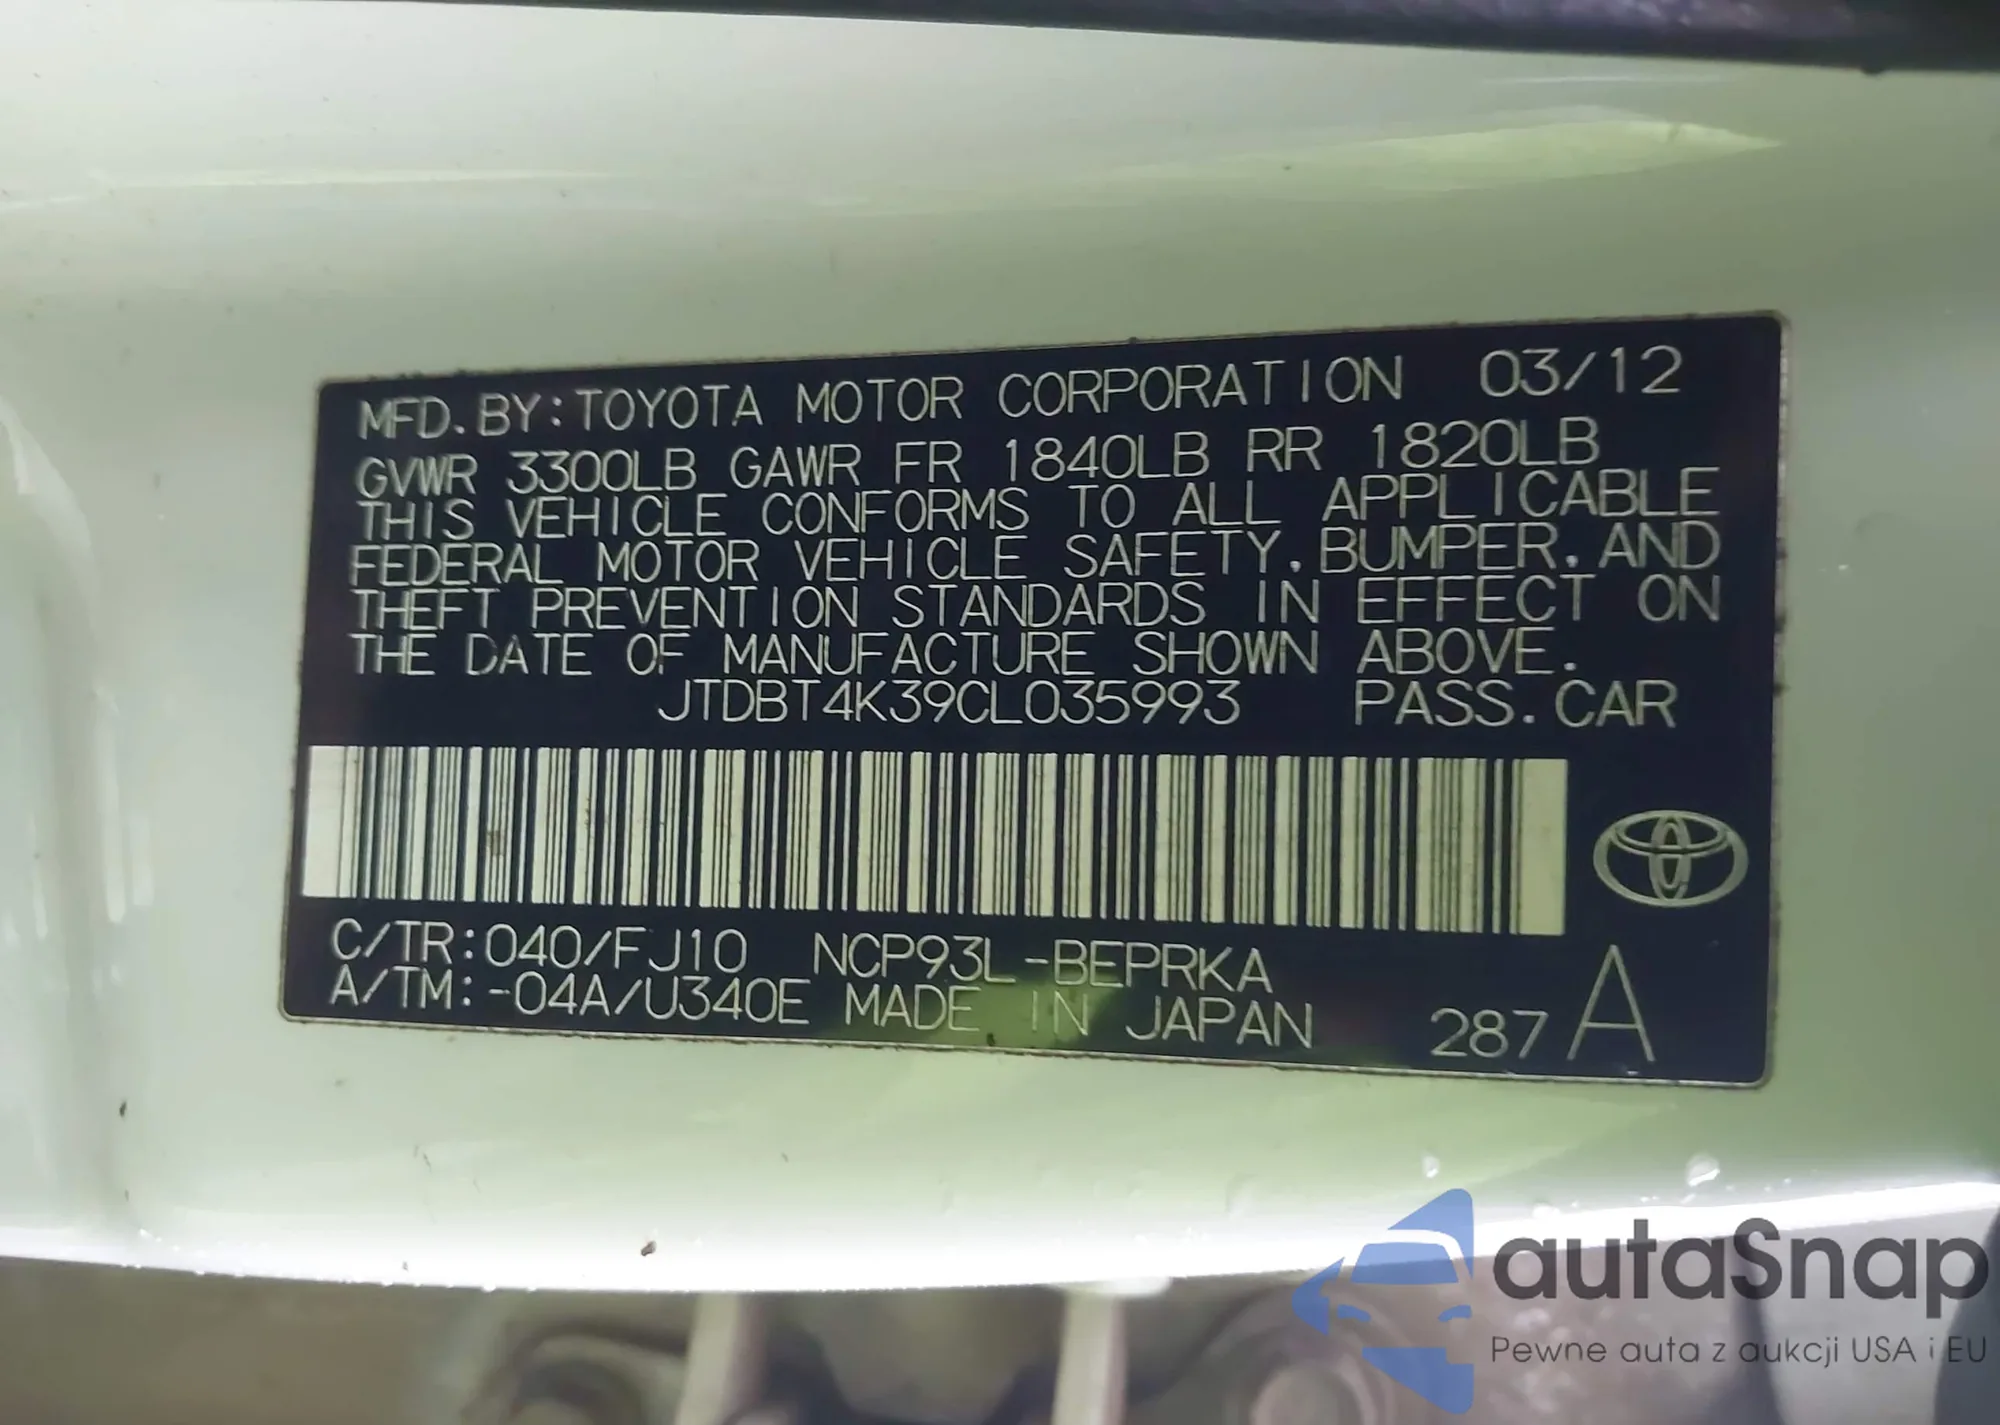 MFD. BY: TOYOTA MOTOR CORPORATION 03/12
GVWR 3300LB GAWR FR 1840LB RR 1820LB
THIS VEHICLE CONFORMS TO ALL APPLICABLE
FEDERAL MOTOR VEHICLE SAFETY, BUMPER, AND
THEFT PREVENTION STANDARDS IN EFFECT ON
THE DATE OF MANUFACTURE SHOWN ABOVE.
JTDBT4K39CL035993 PASS. CAR
C/TR: 040/FJ10 NCP93L-BEPRKA
A/TM: -04A/U340E MADE IN JAPAN 287 A
autaSnap
Pewne auta z aukcji USA i EU